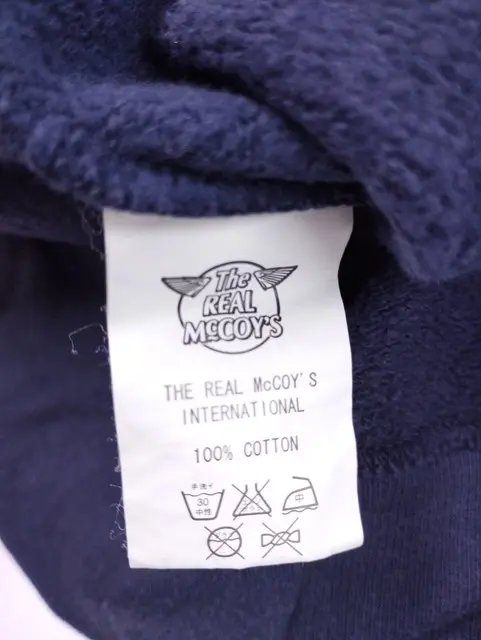 The
REAL
McCOY'S
THE REAL McCOY'S
INTERNATIONAL
100% COTTON
手洗イ
30
中性
中